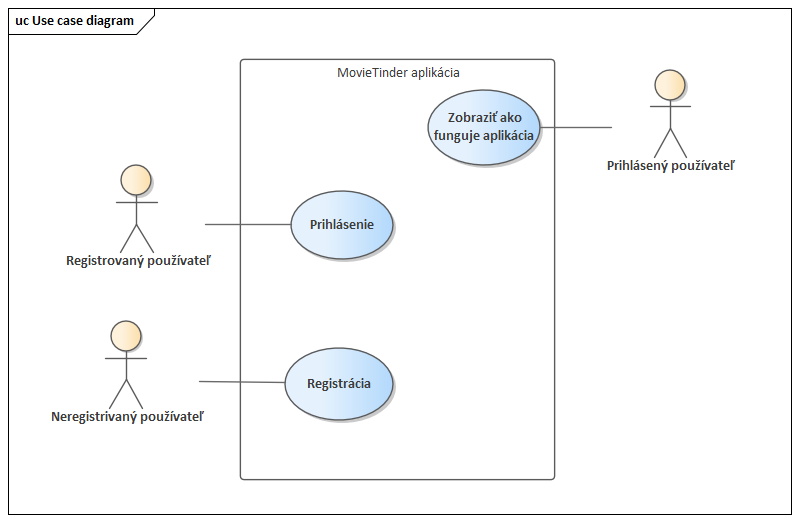 uc Use case diagram
MovieTinder aplikácia
Zobraziť ako
funguje aplikácia
Prihlásený používateľ
Prihlásenie
Registrovaný používateľ
Registrácia
Neregistrivaný používateľ